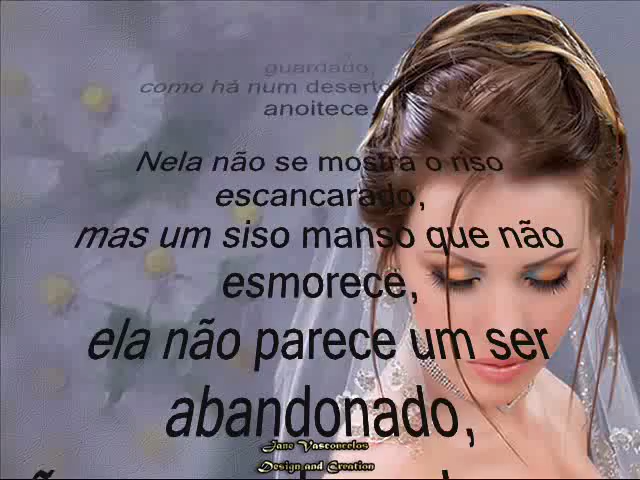 guardado,
como há num deserto que
anoitece,
Nela não se mostra o riso
escancarado,
mas um siso manso que não
esmorece,
ela não parece um ser
abandonado,
Jane Vasconcelos
Design and Creation